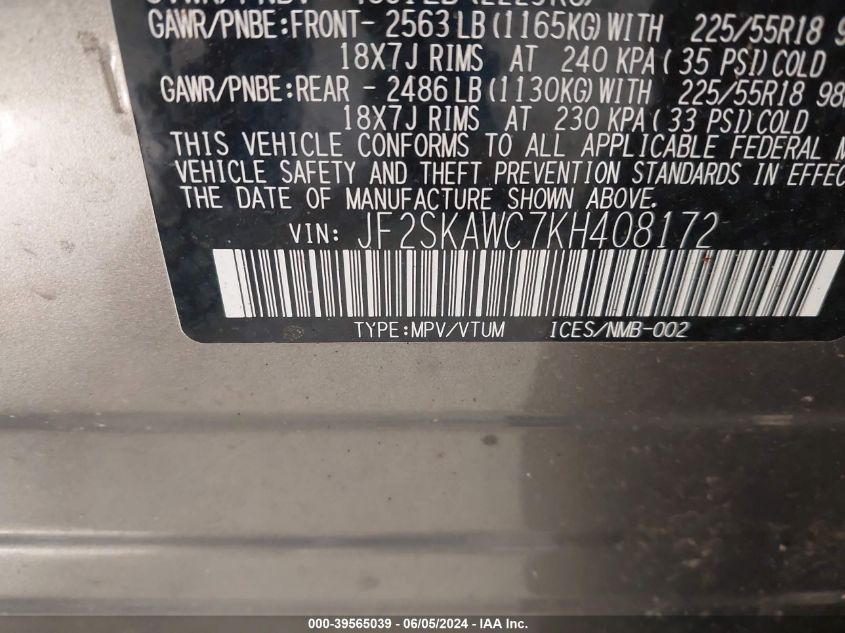 GAWR/PNBE:FRONT- 2563 LB (1165KG) WITH 225/55R18
18X7J RIMS AT 240 KPA ( 35 PSI) COLD
GAWR/PNBE:REAR - 2486 LB (1130KG) WITH 225/55R18
18X7J RIMS AT 230 KPA ( 33 PSI) COLD
THIS VEHICLE CONFORMS TO ALL APPLICABLE FEDERAL
VEHICLE SAFETY AND THEFT PREVENTION STANDARDS IN EFFEC
THE DATE OF MANUFACTURE SHOWN ABOVE.
VIN: JF2SKAWC7KH408172
TYPE:MPV/VTUM ICES/NMB-002
000-39565039 - 06/05/2024 - IAA Inc.